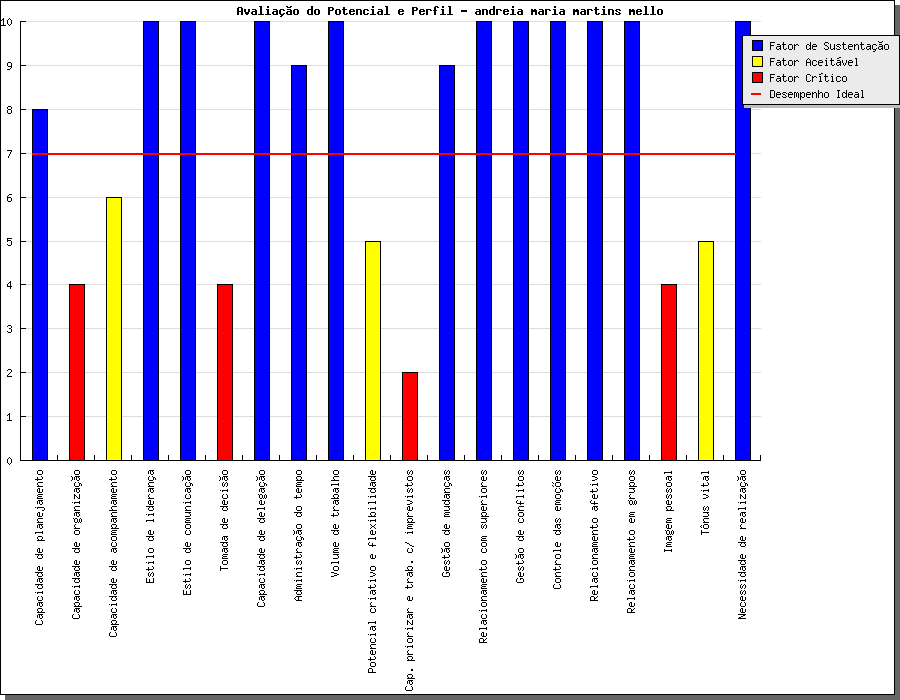 Avaliação do Potencial e Perfil - andreia maria martins mello
Fator de Sustentação
Fator Aceitável
Fator Crítico
Desempenho Ideal
10
9
8
7
6
5
4
3
2
1
0
Capacidade de planejamento
Capacidade de organização
Capacidade de acompanhamento
Estilo de liderança
Estilo de comunicação
Tomada de decisão
Capacidade de delegação
Administração do tempo
Volume de trabalho
Potencial criativo e flexibilidade
Cap. priorizar e trab. c/ imprevistos
Gestão de mudanças
Relacionamento com superiores
Gestão de conflitos
Controle das emoções
Relacionamento afetivo
Relacionamento em grupos
Imagem pessoal
Tônus vital
Necessidade de realização